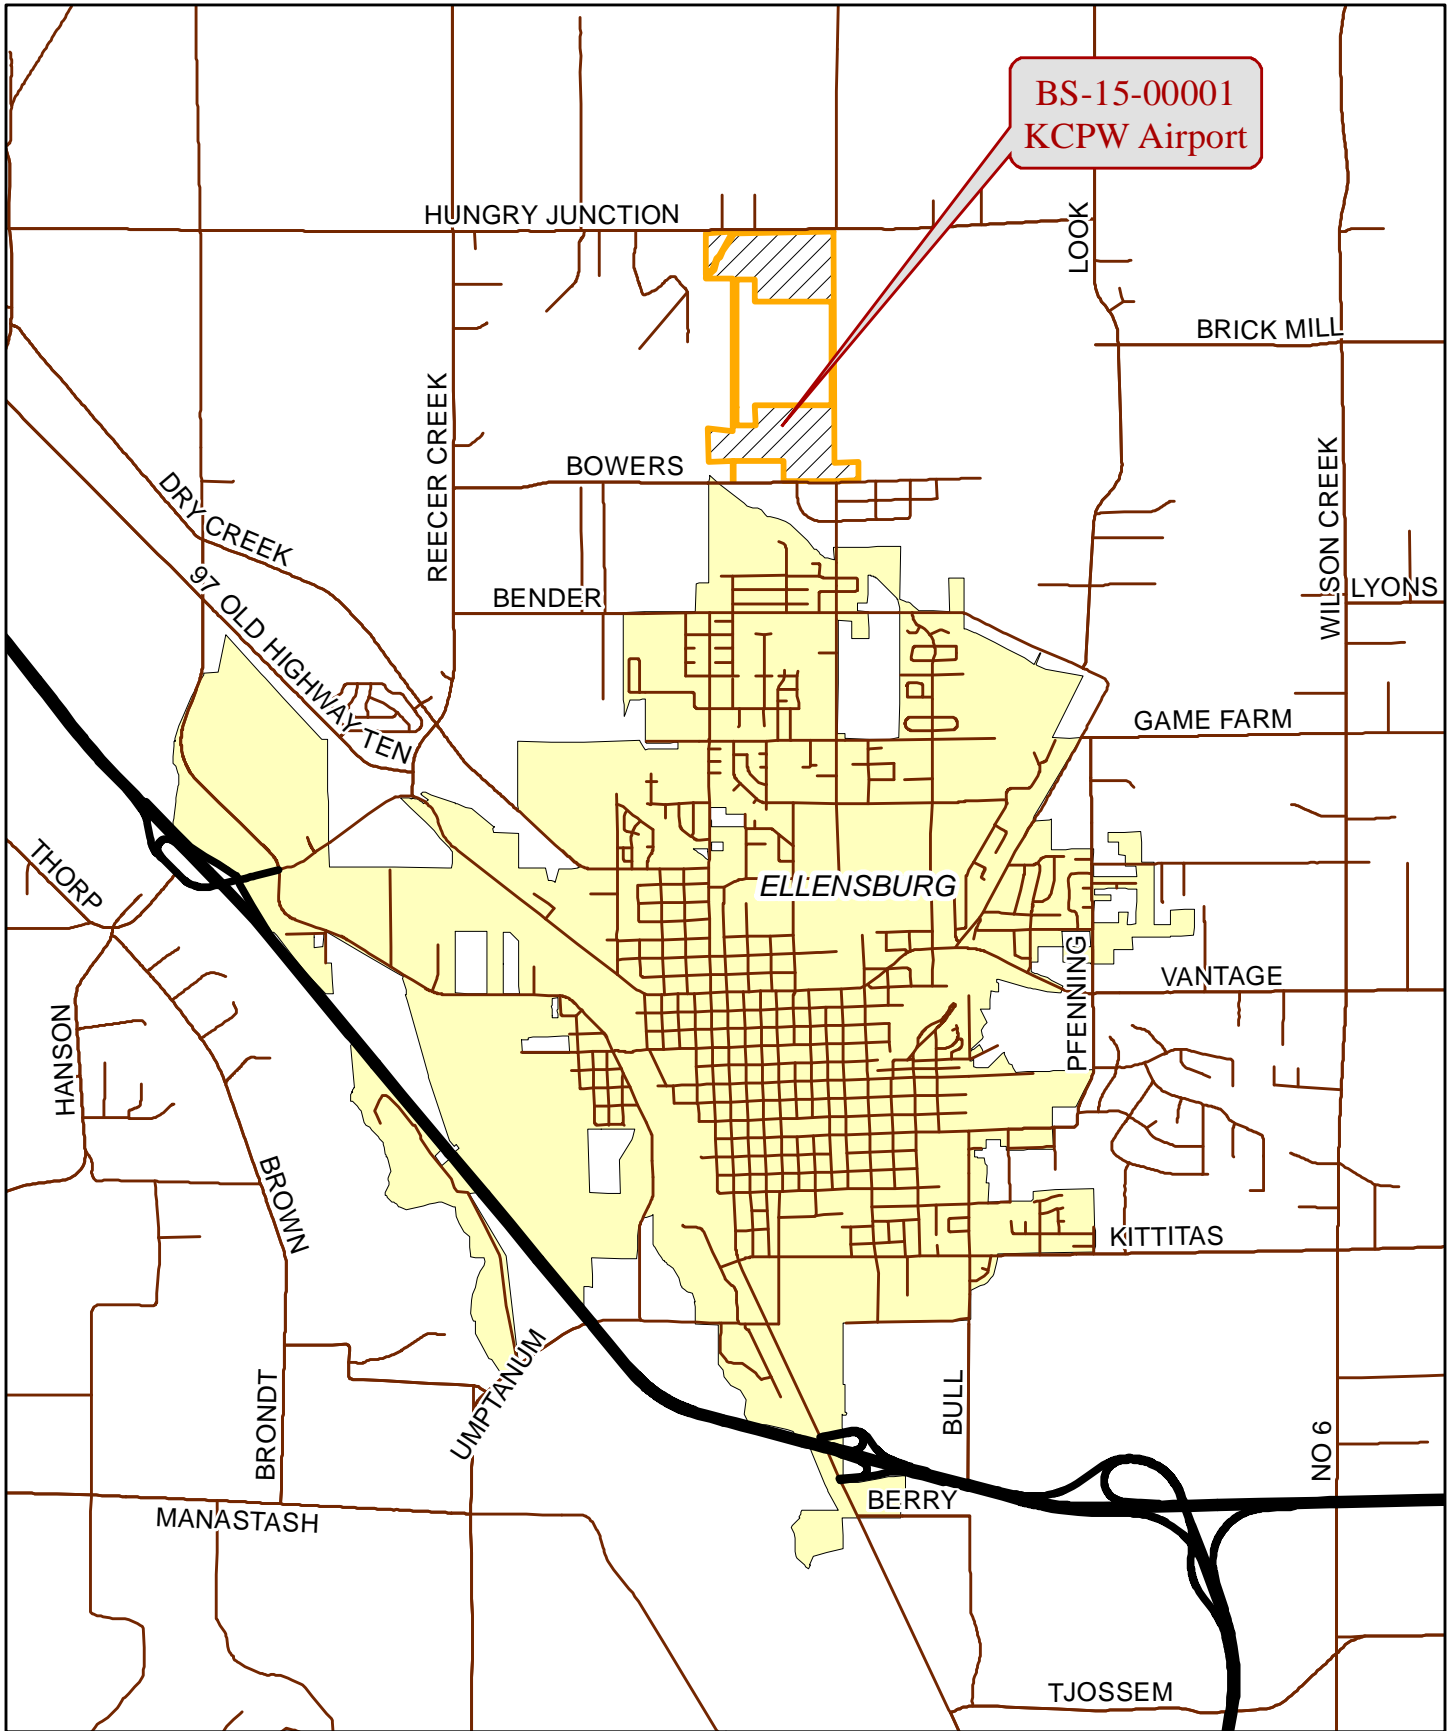 BS-15-00001
KCPW Airport
HUNGRY JUNCTION
LOOK
BRICK MILL
REECER CREEK
BOWERS
WILSON CREEK
DRY CREEK
97 OLD HIGHWAY TEN
BENDER
LYONS
GAME FARM
THORP
ELLENSBURG
PFENNING
VANTAGE
HANSON
BROWN
KITTITAS
UMPTANUM
BRONDT
BULL
NO 6
BERRY
MANASTASH
TJOSSEM